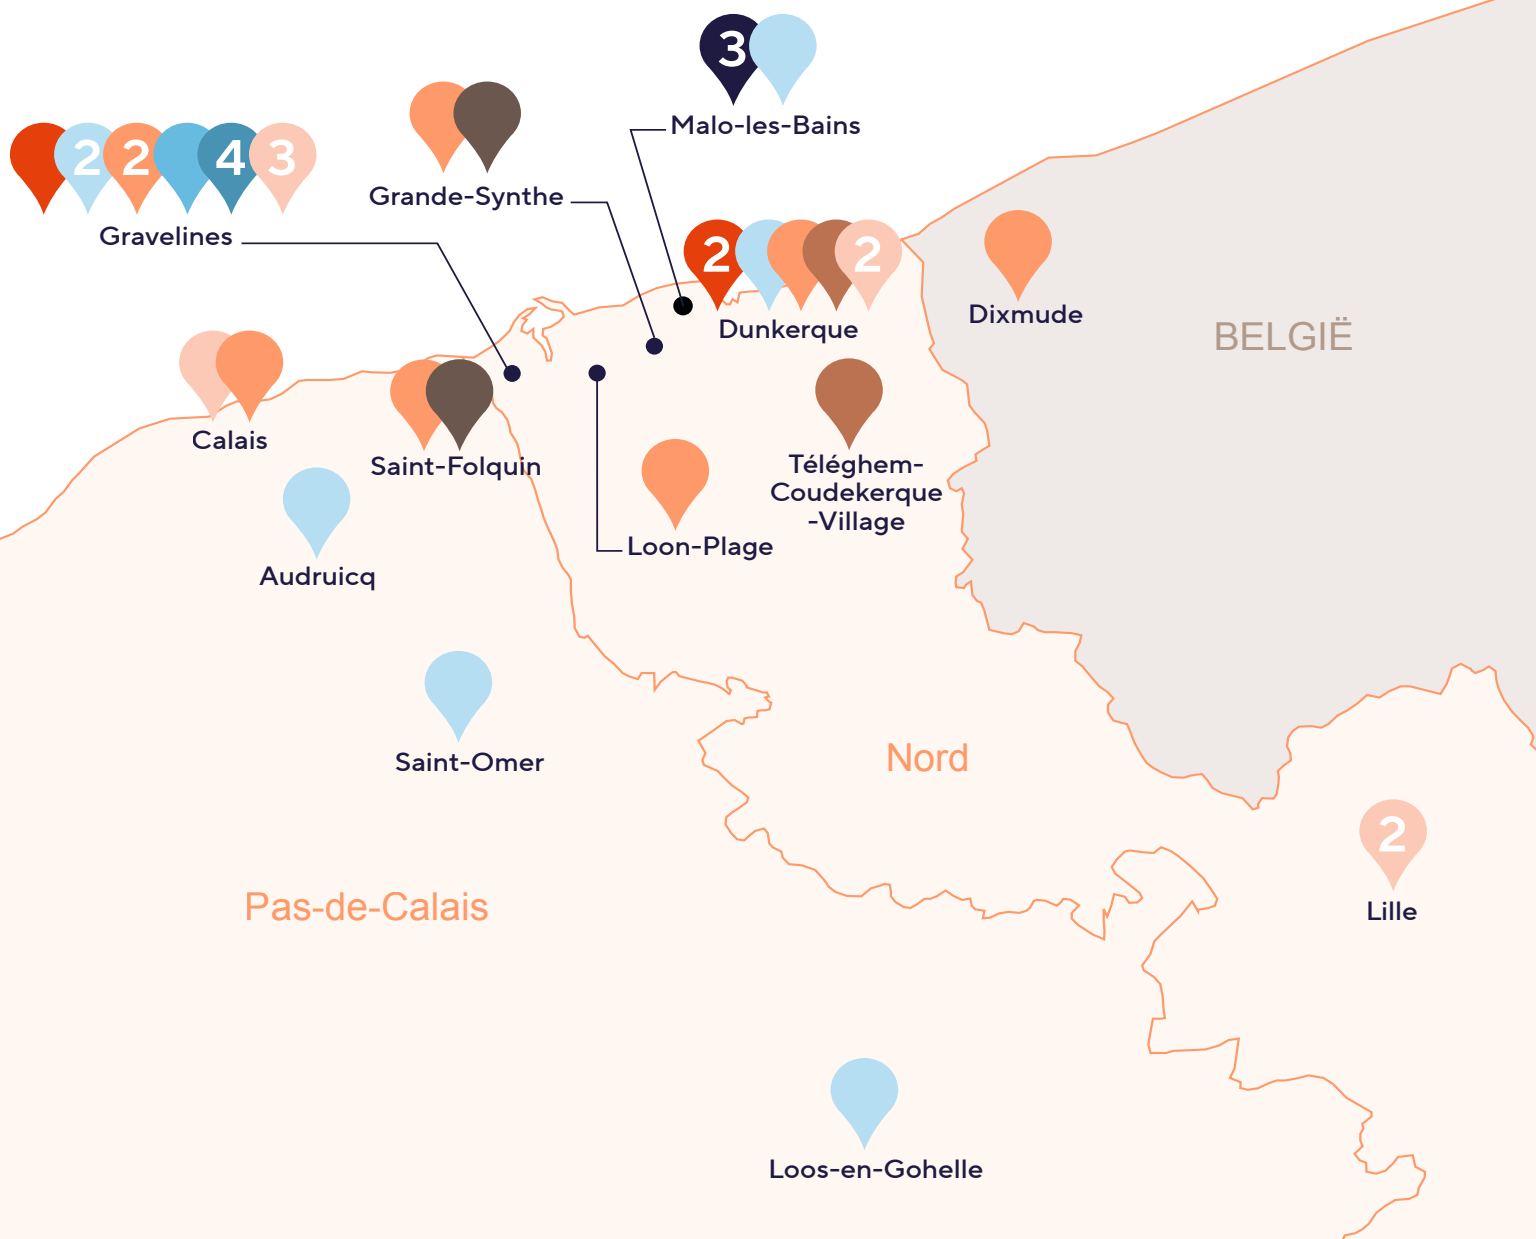 3
Malo-les-Bains
Grande-Synthe
2 2 4 3
Gravelines
2 2
Dunkerque
Dixmude
BELGIË
Calais
Saint-Folquin
Téléghem-
Coudekerque
-Village
Loon-Plage
Audruicq
Saint-Omer
Nord
2
Lille
Pas-de-Calais
Loos-en-Gohelle